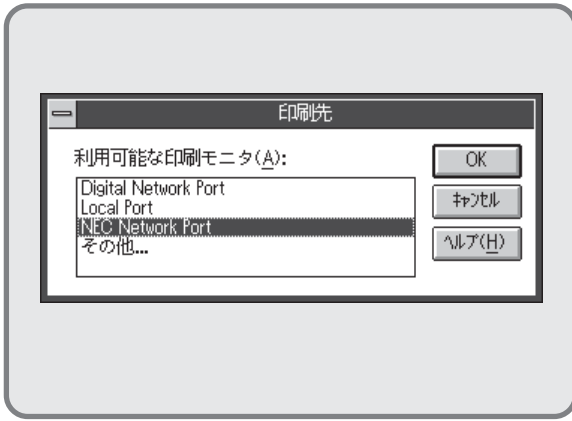 印刷先
利用可能な印刷モニタ(A):
Digital Network Port
Local Port
NEC Network Port
その他...
OK
ｷｬﾝｾﾙ
ﾍﾙﾌﾟ(H)